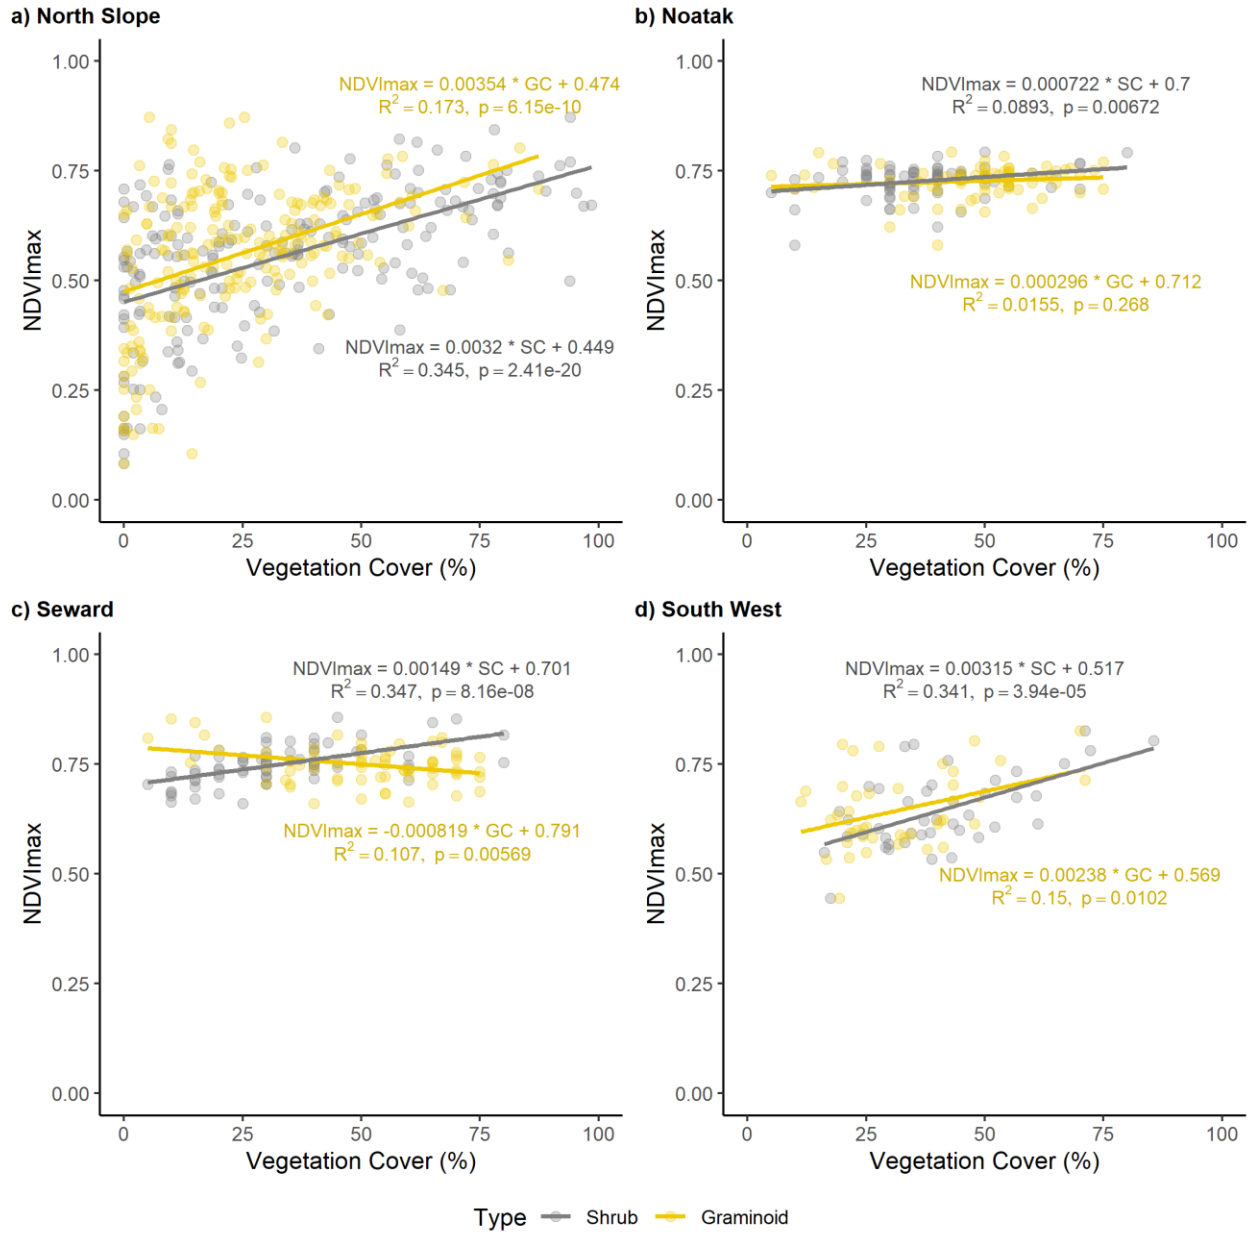 a) North Slope
1.00
0.75
0.50
0.25
0.00
NDVImax
NDVImax = 0.00354 * GC + 0.474
R² = 0.173, p = 6.15e-10
NDVImax = 0.0032 * SC + 0.449
R² = 0.345, p = 2.41e-20
0 25 50 75 100
Vegetation Cover (%)
b) Noatak
1.00
0.75
0.50
0.25
0.00
NDVImax
NDVImax = 0.000722 * SC + 0.7
R² = 0.0893, p = 0.00672
NDVImax = 0.000296 * GC + 0.712
R² = 0.0155, p = 0.268
0 25 50 75 100
Vegetation Cover (%)
c) Seward
1.00
0.75
0.50
0.25
0.00
NDVImax
NDVImax = 0.00149 * SC + 0.701
R² = 0.347, p = 8.16e-08
NDVImax = -0.000819 * GC + 0.791
R² = 0.107, p = 0.00569
0 25 50 75 100
Vegetation Cover (%)
d) South West
1.00
0.75
0.50
0.25
0.00
NDVImax
NDVImax = 0.00315 * SC + 0.517
R² = 0.341, p = 3.94e-05
NDVImax = 0.00238 * GC + 0.569
R² = 0.15, p = 0.0102
0 25 50 75 100
Vegetation Cover (%)
Type Shrub Graminoid